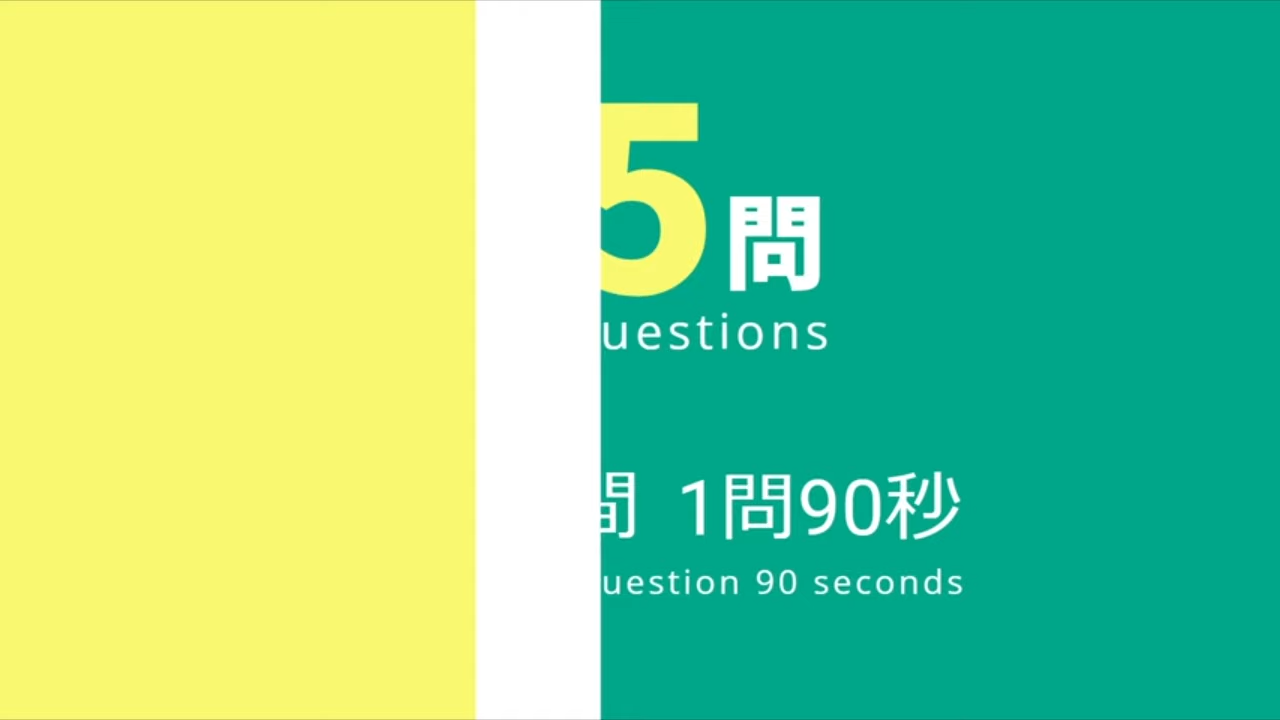 5問
uestions
間 1問90秒
uestion 90 seconds